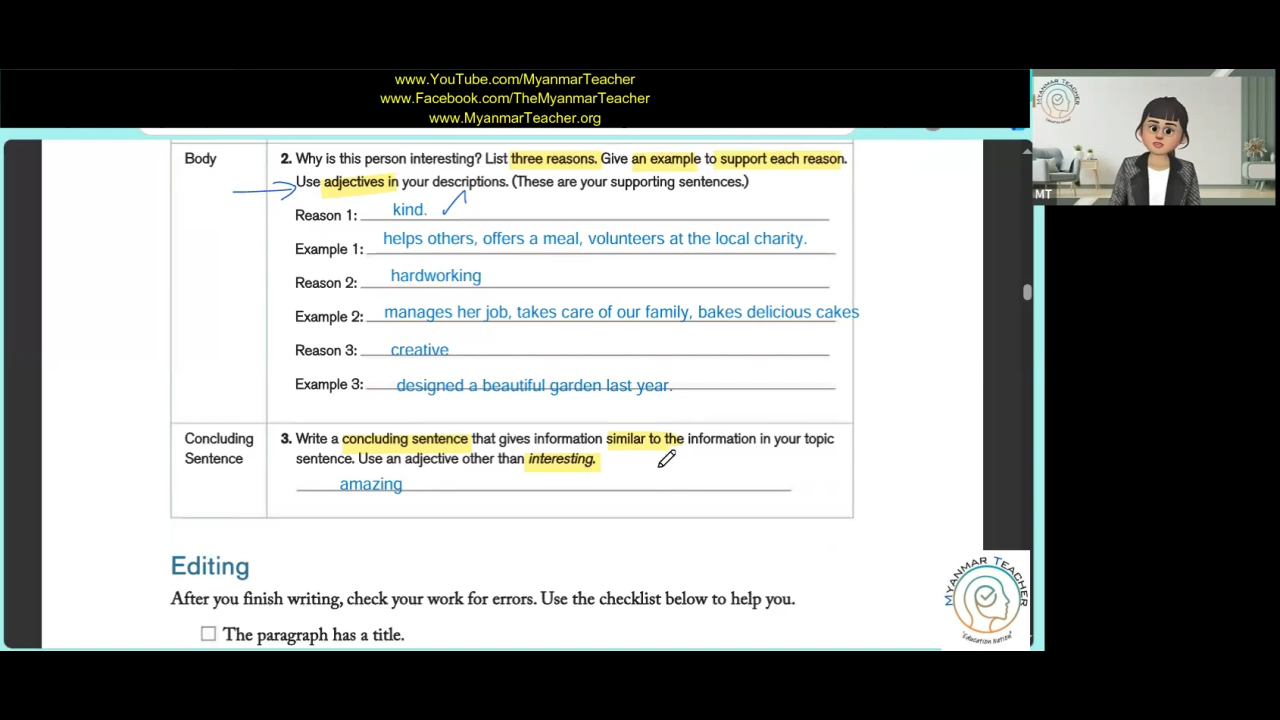 www.YouTube.com/MyanmarTeacher
www.Facebook.com/TheMyanmarTeacher
www.MyanmarTeacher.org
MYANMAR TEACHER
MT
Body
2. Why is this person interesting? List three reasons. Give an example to support each reason.
Use adjectives in your descriptions. (These are your supporting sentences.)
Reason 1: kind.
Example 1: helps others, offers a meal, volunteers at the local charity.
Reason 2: hardworking
Example 2: manages her job, takes care of our family, bakes delicious cakes
Reason 3: creative
Example 3: designed a beautiful garden last year.
Concluding
Sentence
3. Write a concluding sentence that gives information similar to the information in your topic
sentence. Use an adjective other than interesting.
amazing
Editing
After you finish writing, check your work for errors. Use the checklist below to help you.
The paragraph has a title.
MYANMAR TEACHER
"Education Nation"